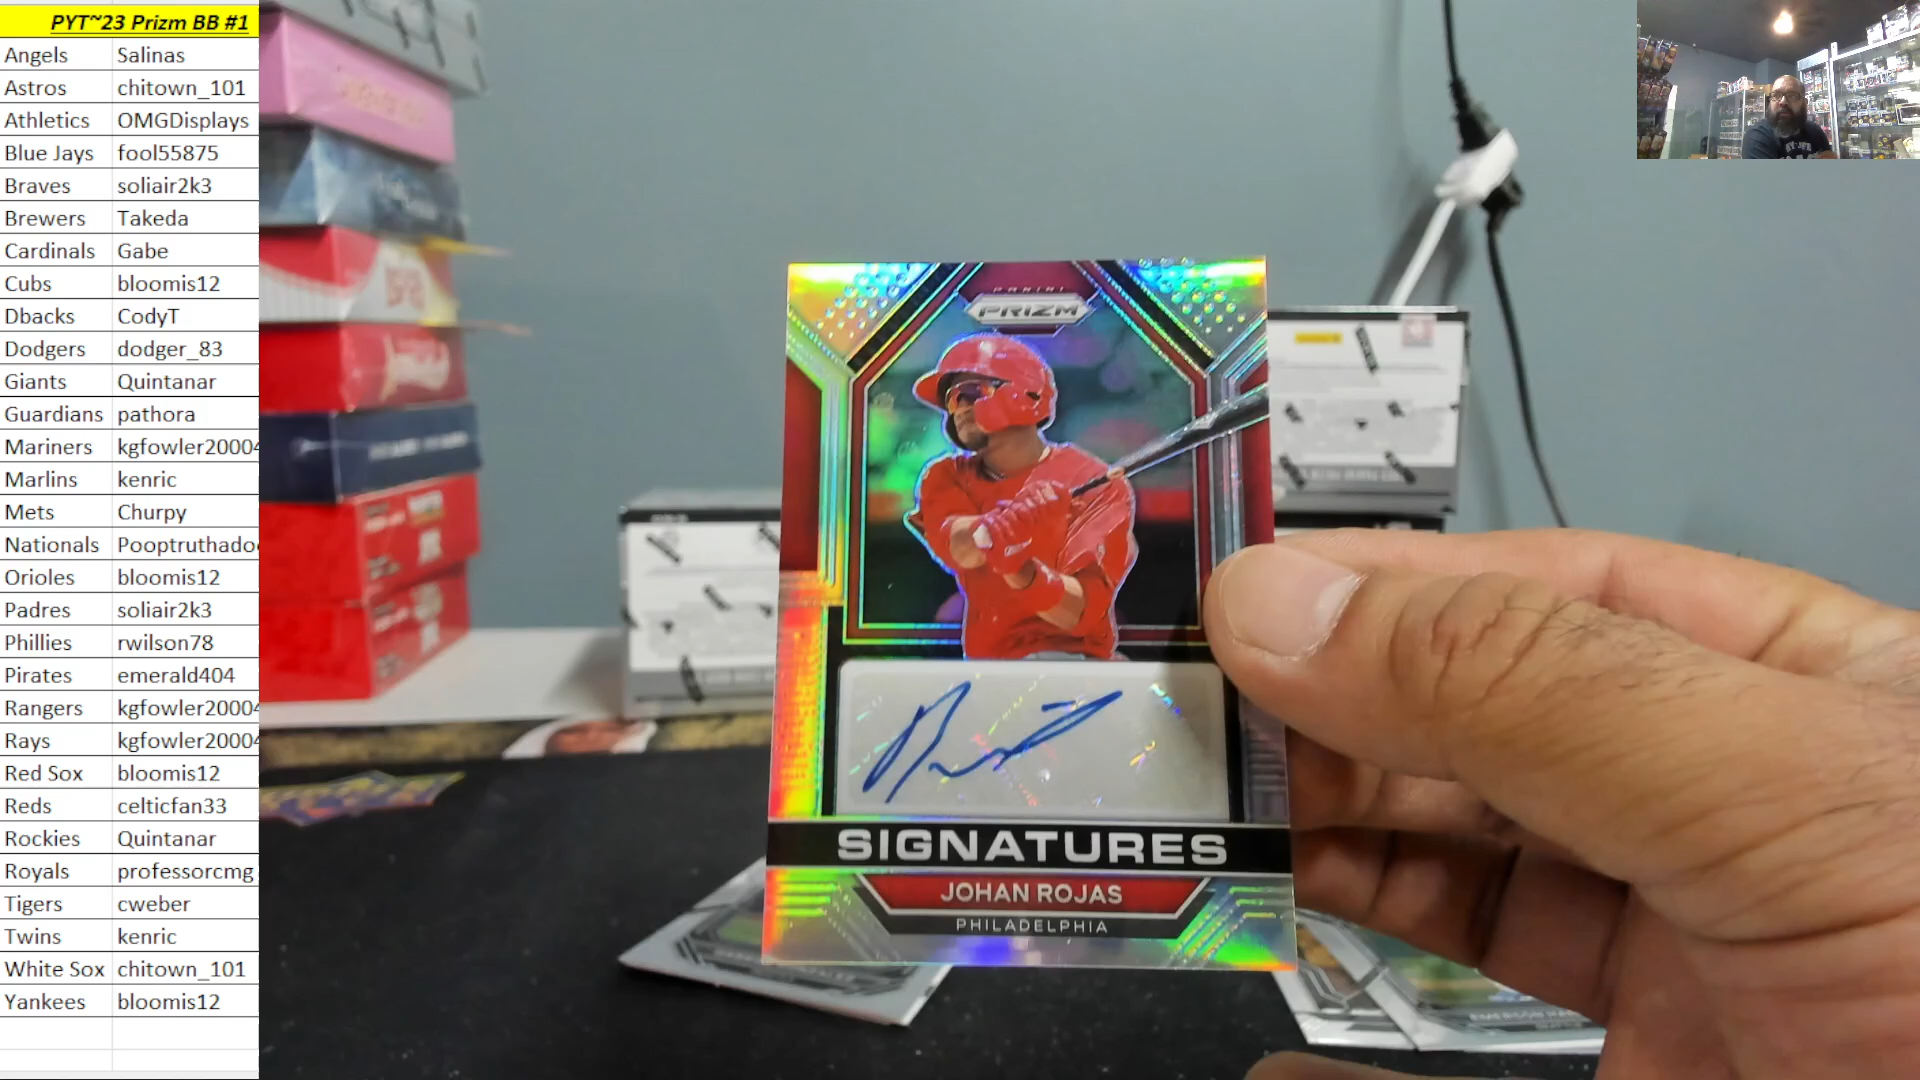 PYT~23 Prizm BB #1
Angels Salinas
Astros chitown_101
Athletics OMGDisplays
Blue Jays fool55875
Braves soliair2k3
Brewers Takeda
Cardinals Gabe
Cubs bloomis12
Dbacks CodyT
Dodgers dodger_83
Giants Quintanar
Guardians pathora
Mariners kgfowler20004
Marlins kenric
Mets Churpy
Nationals Pooptruthado
Orioles bloomis12
Padres soliair2k3
Phillies rwilson78
Pirates emerald404
Rangers kgfowler20004
Rays kgfowler20004
Red Sox bloomis12
Reds celticfan33
Rockies Quintanar
Royals professorcmg
Tigers cweber
Twins kenric
White Sox chitown_101
Yankees bloomis12
PANINI
PRIZM
SIGNATURES
JOHAN ROJAS
PHILADELPHIA